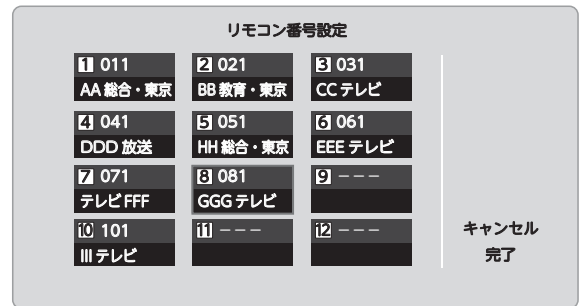 リモコン番号設定
1 011
AA 総合・東京
2 021
BB 教育・東京
3 031
CC テレビ
4 041
DDD 放送
5 051
HH 総合・東京
6 061
EEE テレビ
7 071
テレビ FFF
8 081
GGG テレビ
9 −−−
10 101
III テレビ
11 −−−
12 −−−
キャンセル
完了